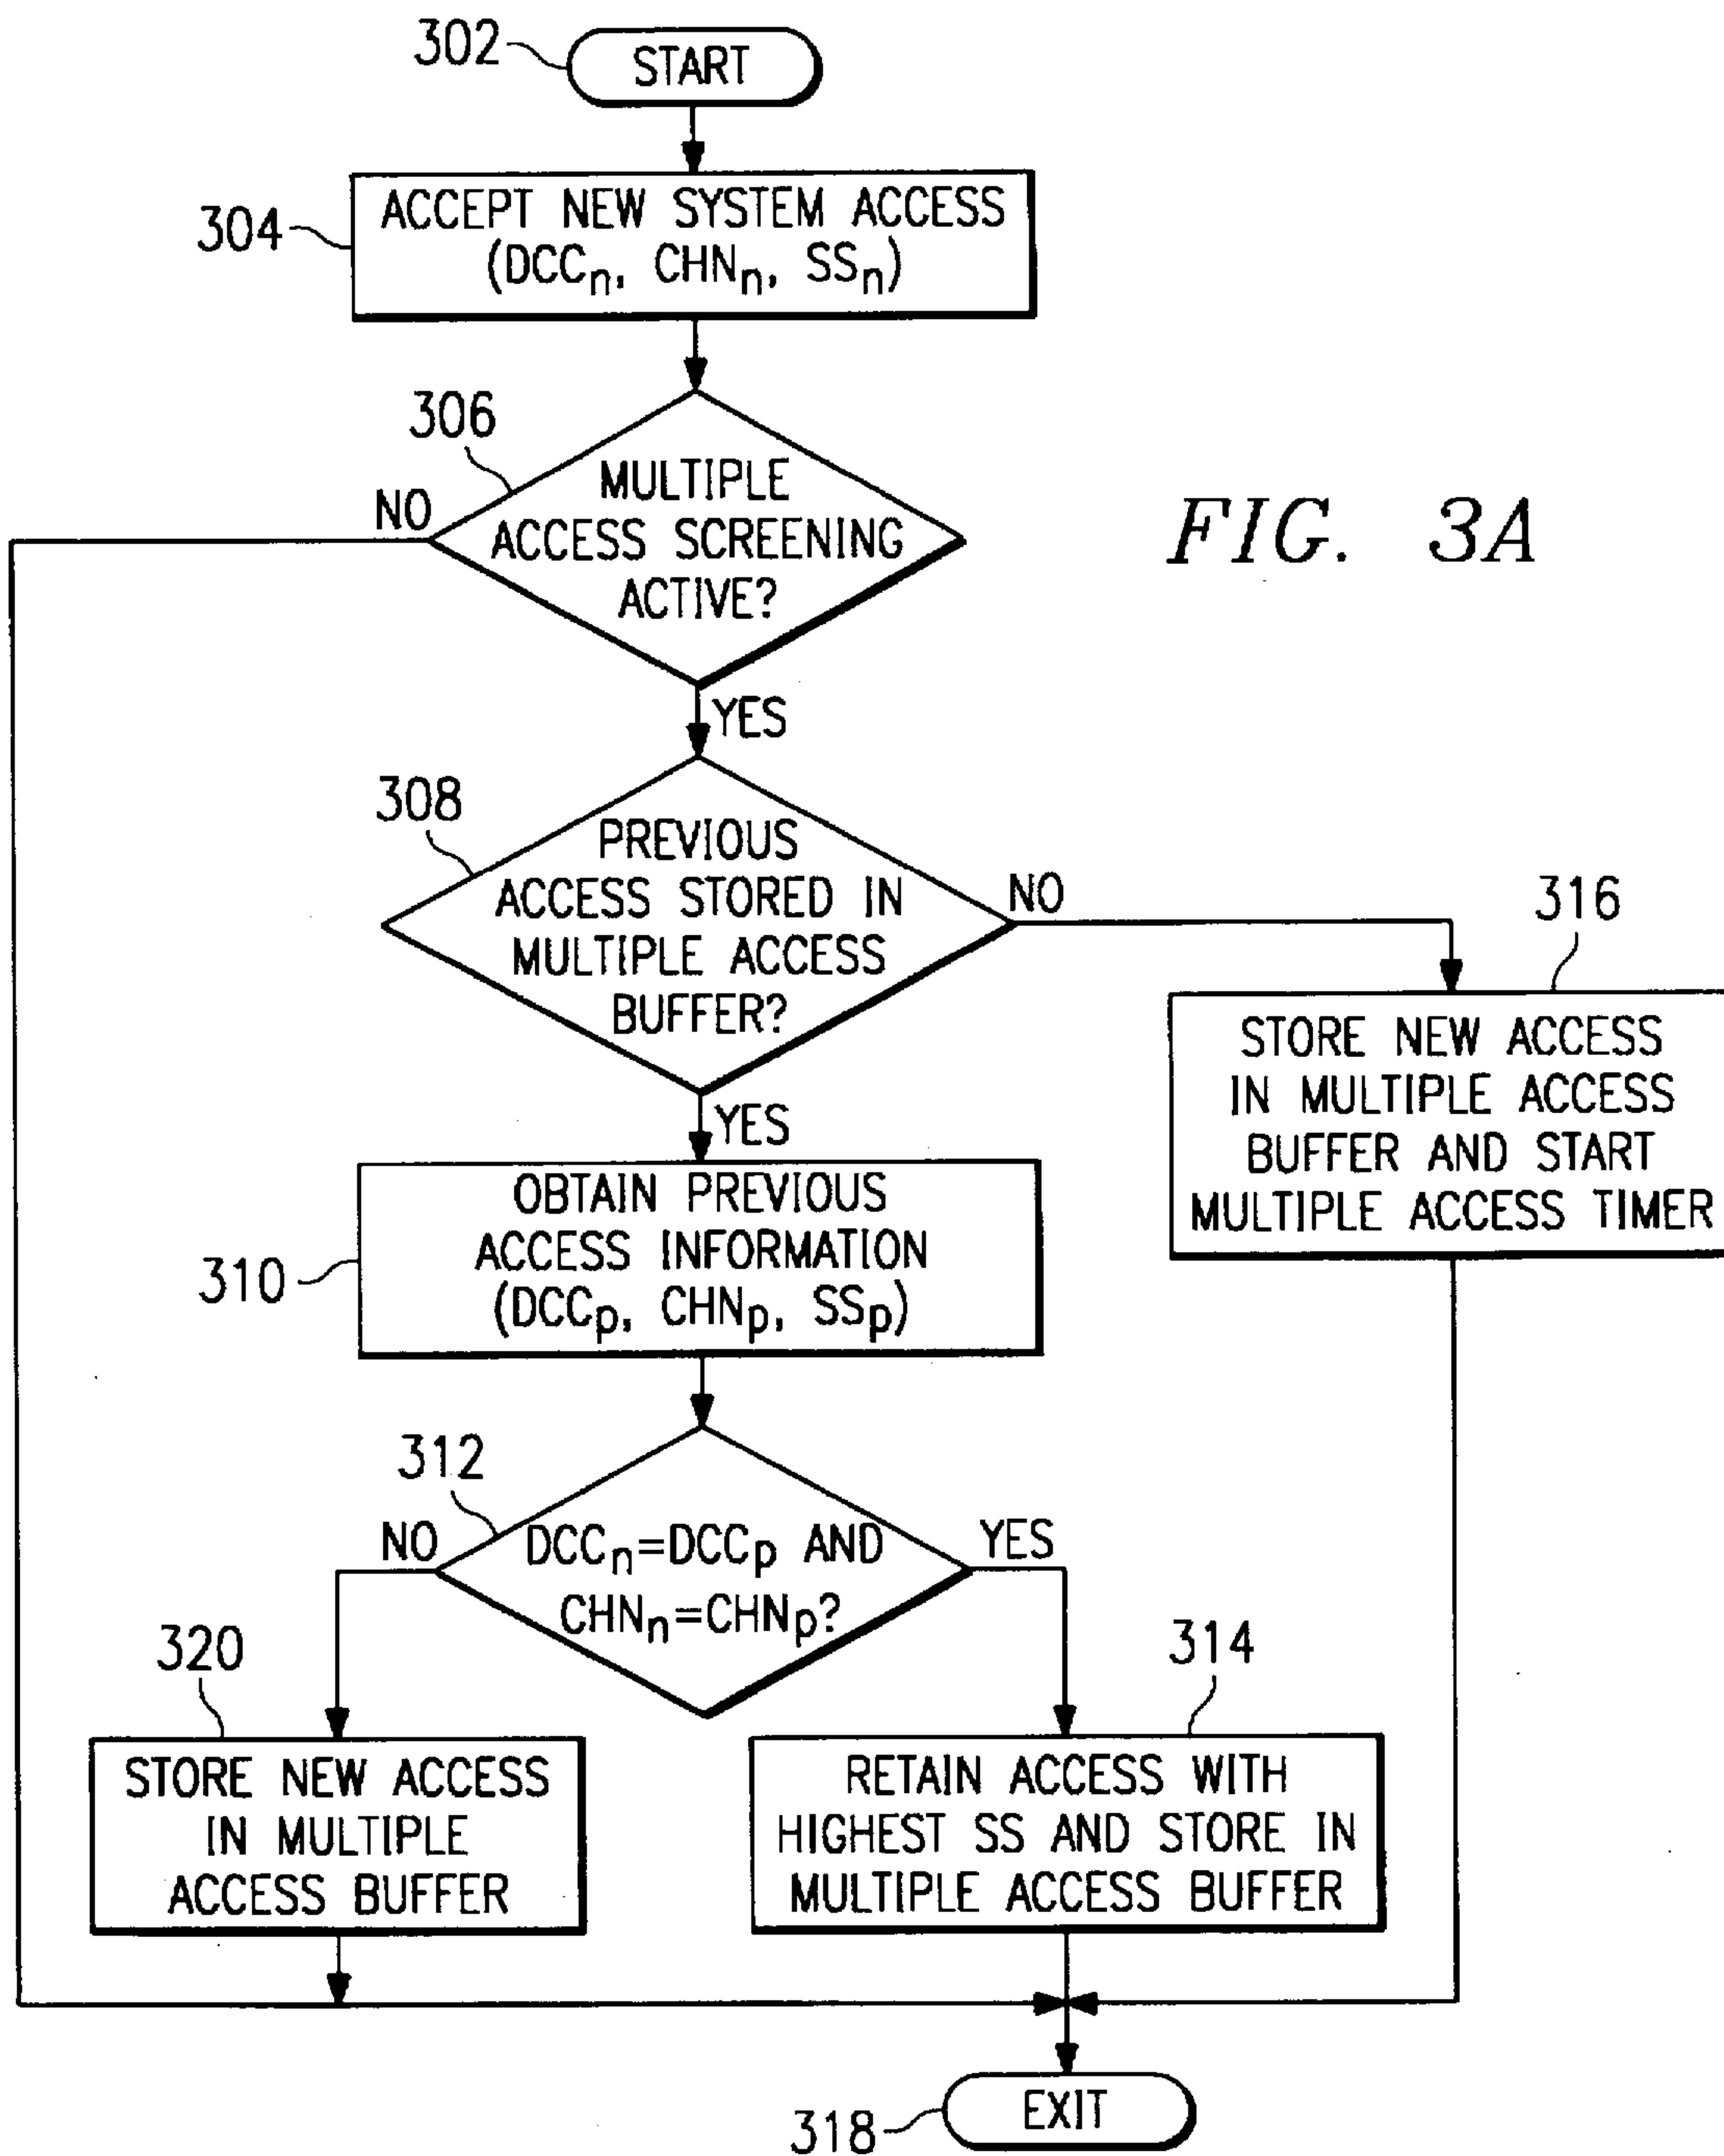 302
START
304
ACCEPT NEW SYSTEM ACCESS
(DCCn, CHNn, SSn)
306
MULTIPLE
ACCESS SCREENING
ACTIVE?
NO
YES
FIG. 3A
308
PREVIOUS
ACCESS STORED IN
MULTIPLE ACCESS
BUFFER?
NO
YES
316
STORE NEW ACCESS
IN MULTIPLE ACCESS
BUFFER AND START
MULTIPLE ACCESS TIMER
310
OBTAIN PREVIOUS
ACCESS INFORMATION
(DCCp, CHNp, SSp)
312
DCCn=DCCp AND
CHNn=CHNp?
NO
YES
320
STORE NEW ACCESS
IN MULTIPLE
ACCESS BUFFER
314
RETAIN ACCESS WITH
HIGHEST SS AND STORE IN
MULTIPLE ACCESS BUFFER
318
EXIT